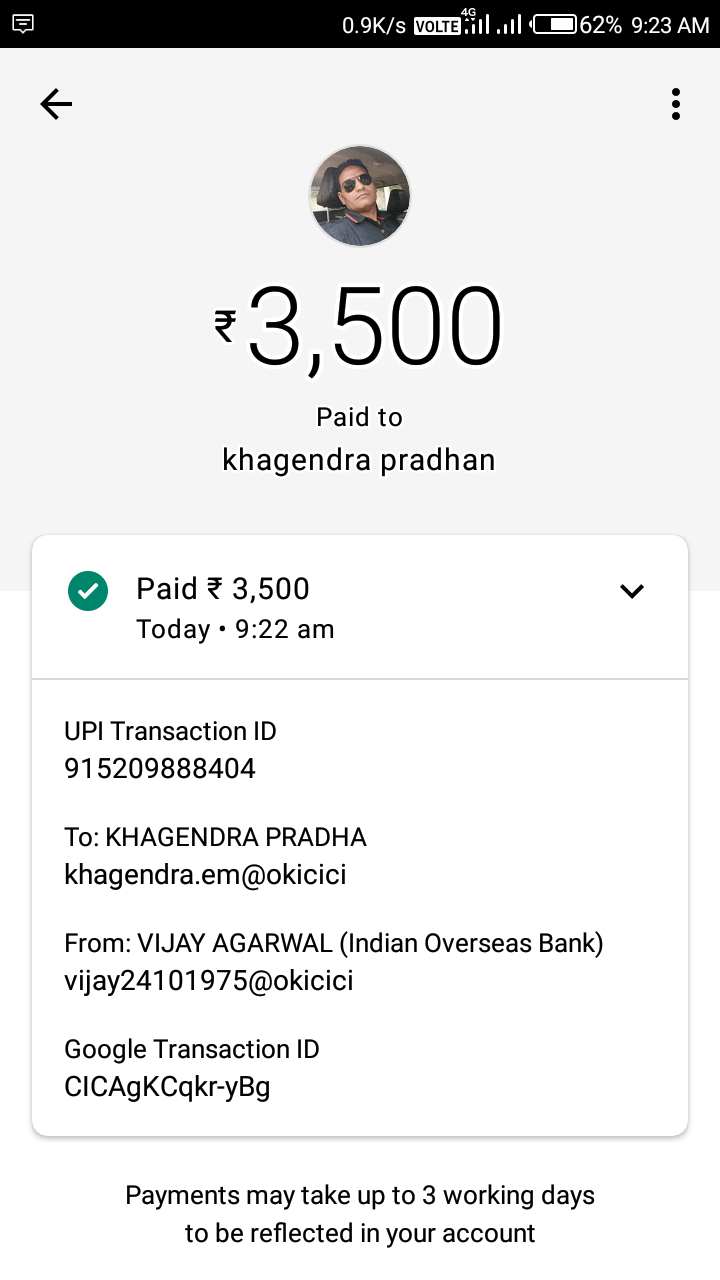 0.9K/s VOLTE 4G 62% 9:23 AM
₹3,500
Paid to
khagendra pradhan
Paid ₹ 3,500
Today • 9:22 am
UPI Transaction ID
915209888404
To: KHAGENDRA PRADHA
khagendra.em@okicici
From: VIJAY AGARWAL (Indian Overseas Bank)
vijay24101975@okicici
Google Transaction ID
CICAgKCqkr-yBg
Payments may take up to 3 working days
to be reflected in your account